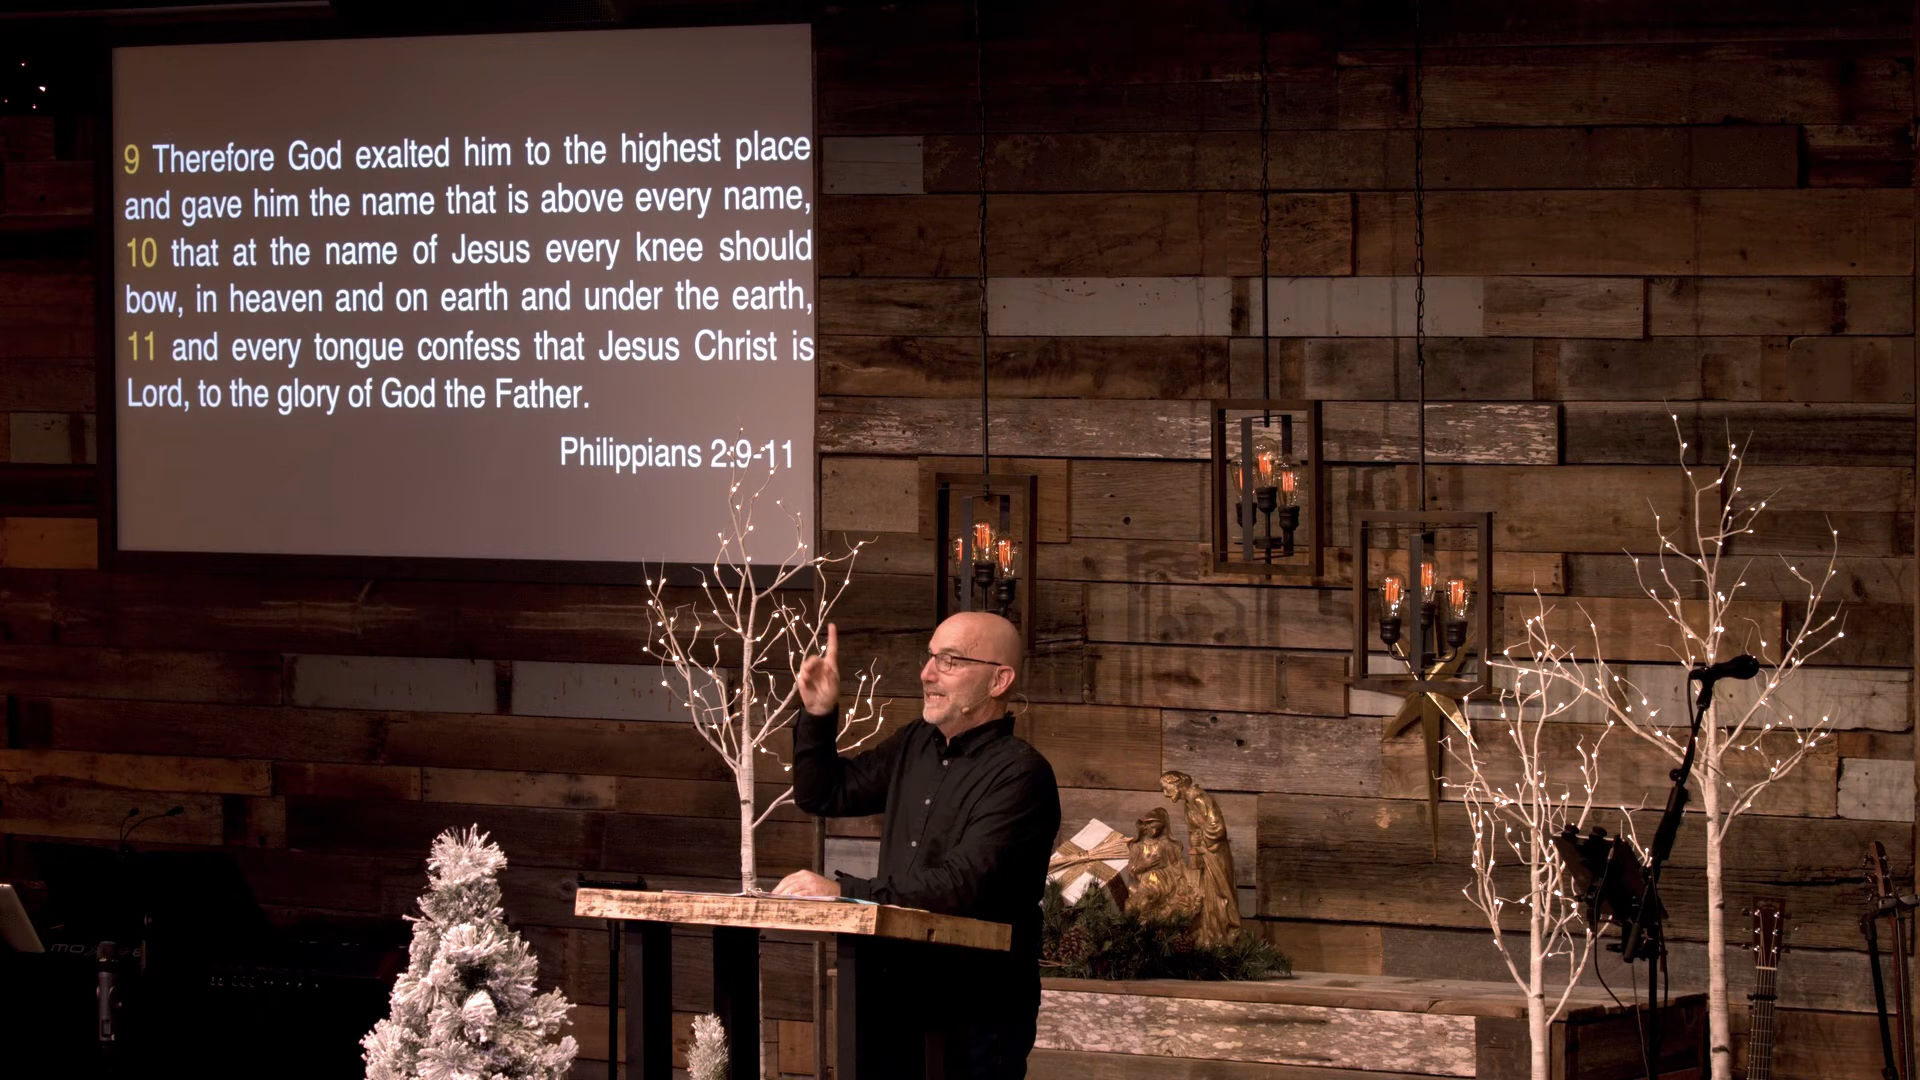 9 Therefore God exalted him to the highest place
and gave him the name that is above every name,
10 that at the name of Jesus every knee should
bow, in heaven and on earth and under the earth,
11 and every tongue confess that Jesus Christ is
Lord, to the glory of God the Father.
Philippians 2:9-11